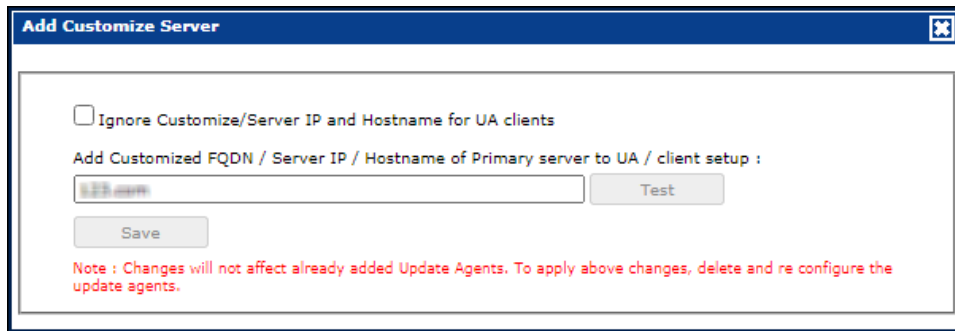 Add Customize Server
Ignore Customize/Server IP and Hostname for UA clients
Add Customized FQDN / Server IP / Hostname of Primary server to UA / client setup :
Test
Save
Note : Changes will not affect already added Update Agents. To apply above changes, delete and re configure the
update agents.